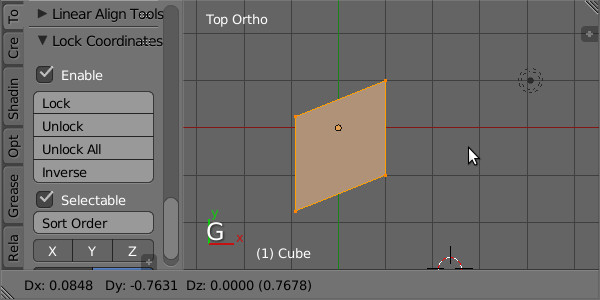 To
Cre
Shadin
Opt
Grease
Rela
Linear Align Tools
Lock Coordinates
Enable
Lock
Unlock
Unlock All
Inverse
Selectable
Sort Order
X Y Z
Top Ortho
y
G
x
(1) Cube
Dx: 0.0848 Dy: -0.7631 Dz: 0.0000 (0.7678)